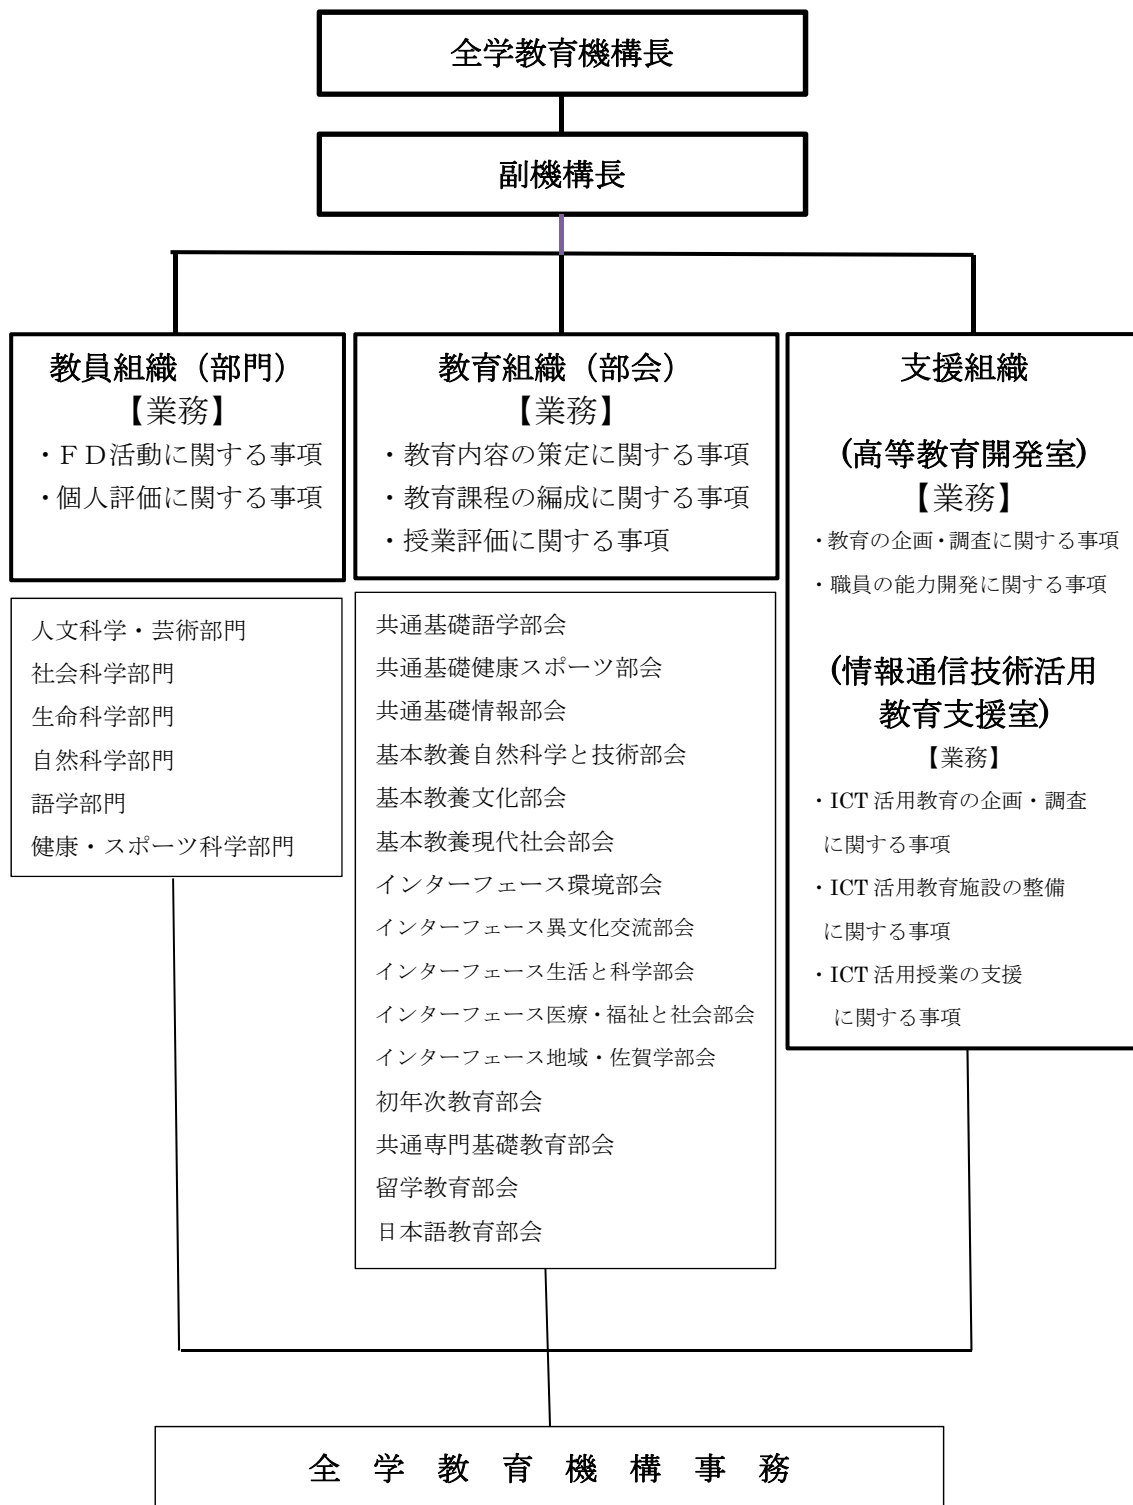 全学教育機構長
副機構長
教員組織（部門）
【業務】
・ＦＤ活動に関する事項
・個人評価に関する事項
人文科学・芸術部門
社会科学部門
生命科学部門
自然科学部門
語学部門
健康・スポーツ科学部門
教育組織（部会）
【業務】
・教育内容の策定に関する事項
・教育課程の編成に関する事項
・授業評価に関する事項
共通基礎語学部会
共通基礎健康スポーツ部会
共通基礎情報部会
基本教養自然科学と技術部会
基本教養文化部会
基本教養現代社会部会
インターフェース環境部会
インターフェース異文化交流部会
インターフェース生活と科学部会
インターフェース医療・福祉と社会部会
インターフェース地域・佐賀学部会
初年次教育部会
共通専門基礎教育部会
留学教育部会
日本語教育部会
支援組織
(高等教育開発室)
【業務】
・教育の企画・調査に関する事項
・職員の能力開発に関する事項
(情報通信技術活用
教育支援室)
【業務】
・ICT 活用教育の企画・調査
に関する事項
・ICT 活用教育施設の整備
に関する事項
・ICT 活用授業の支援
に関する事項
全　学　教　育　機　構　事　務